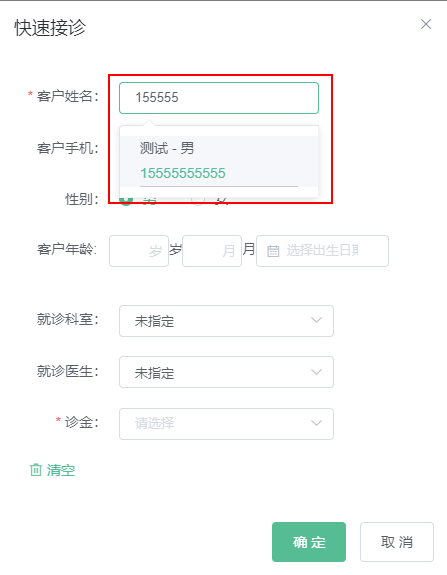 快速接诊
* 客户姓名: 155555
客户手机:
测试 - 男
15555555555
性别: 男
客户年龄: 岁 岁 月 月 选择出生日期
就诊科室: 未指定
就诊医生: 未指定
* 诊金: 请选择
清空
确 定
取 消